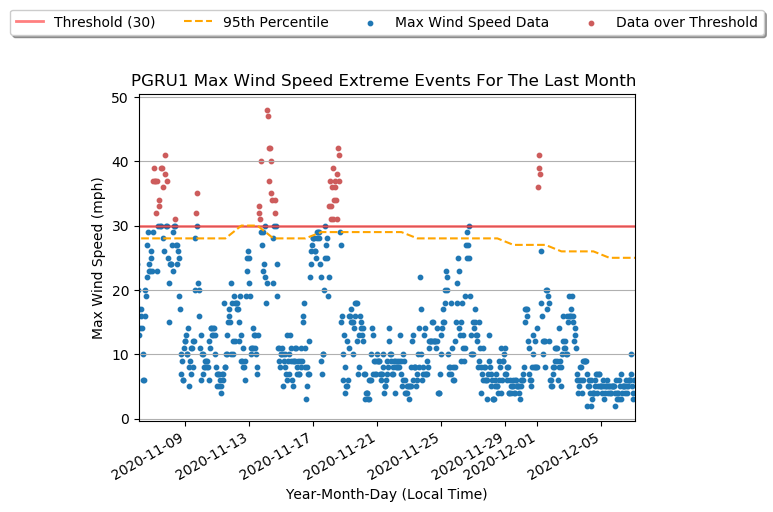 Threshold (30) 95th Percentile Max Wind Speed Data Data over Threshold
PGRU1 Max Wind Speed Extreme Events For The Last Month
50
40
30
20
10
0
Max Wind Speed (mph)
2020-11-09 2020-11-13 2020-11-17 2020-11-21 2020-11-25 2020-11-29 2020-12-01 2020-12-05
Year-Month-Day (Local Time)